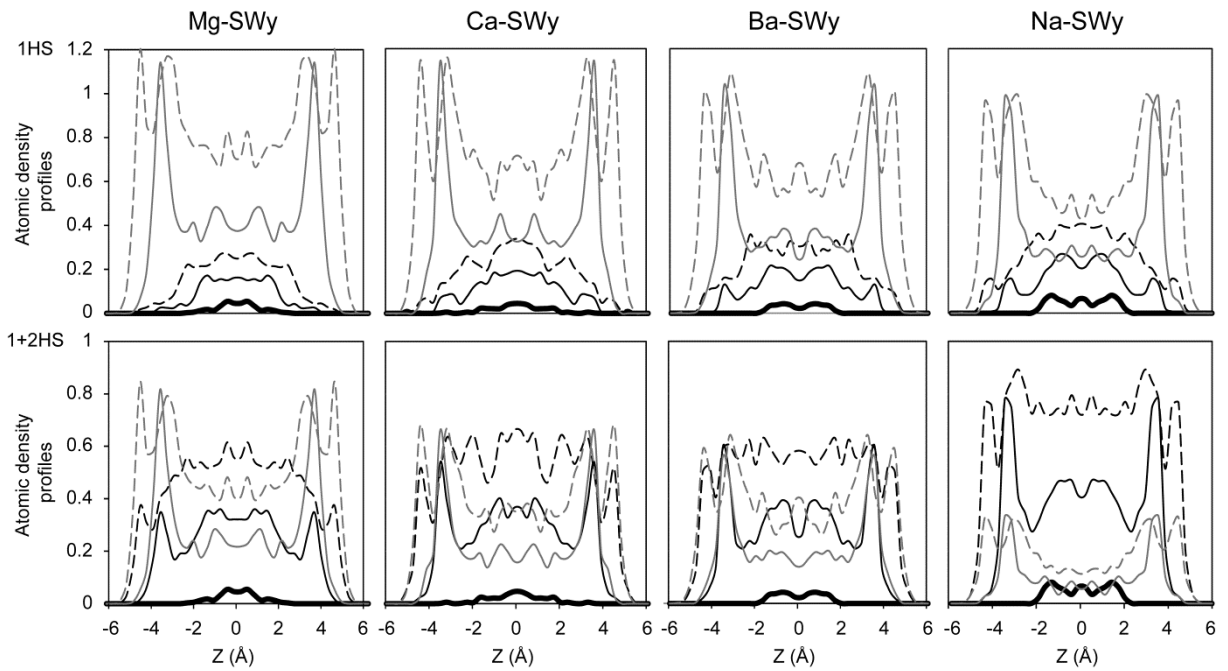 Mg-SWy Ca-SWy Ba-SWy Na-SWy
1HS
Atomic density
profiles
1.2
1
0.8
0.6
0.4
0.2
0
1+2HS
Atomic density
profiles
1
0.8
0.6
0.4
0.2
0
-6 -4 -2 0 2 4 6 -6 -4 -2 0 2 4 6 -6 -4 -2 0 2 4 6 -6 -4 -2 0 2 4 6
Z (Å) Z (Å) Z (Å) Z (Å)